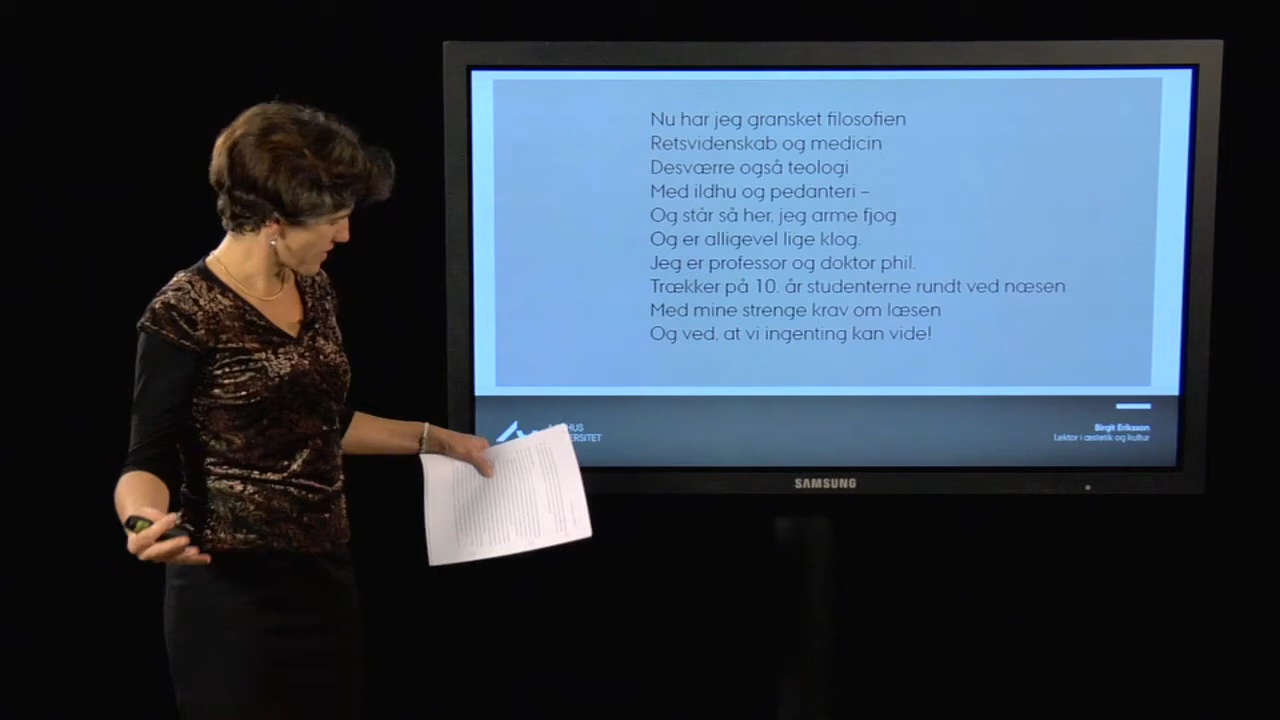 Nu har jeg gransket filosofien
Retsvidenskab og medicin
Desværre også teologi
Med ildhu og pedanteri –
Og står så her, jeg arme fjog
Og er alligevel lige klog.
Jeg er professor og doktor phil.
Trækker på 10. år studenterne rundt ved næsen
Med mine strenge krav om læsen
Og ved, at vi ingenting kan vide!
Birgit Eriksson
Lektor i æstetik og kultur
SAMSUNG